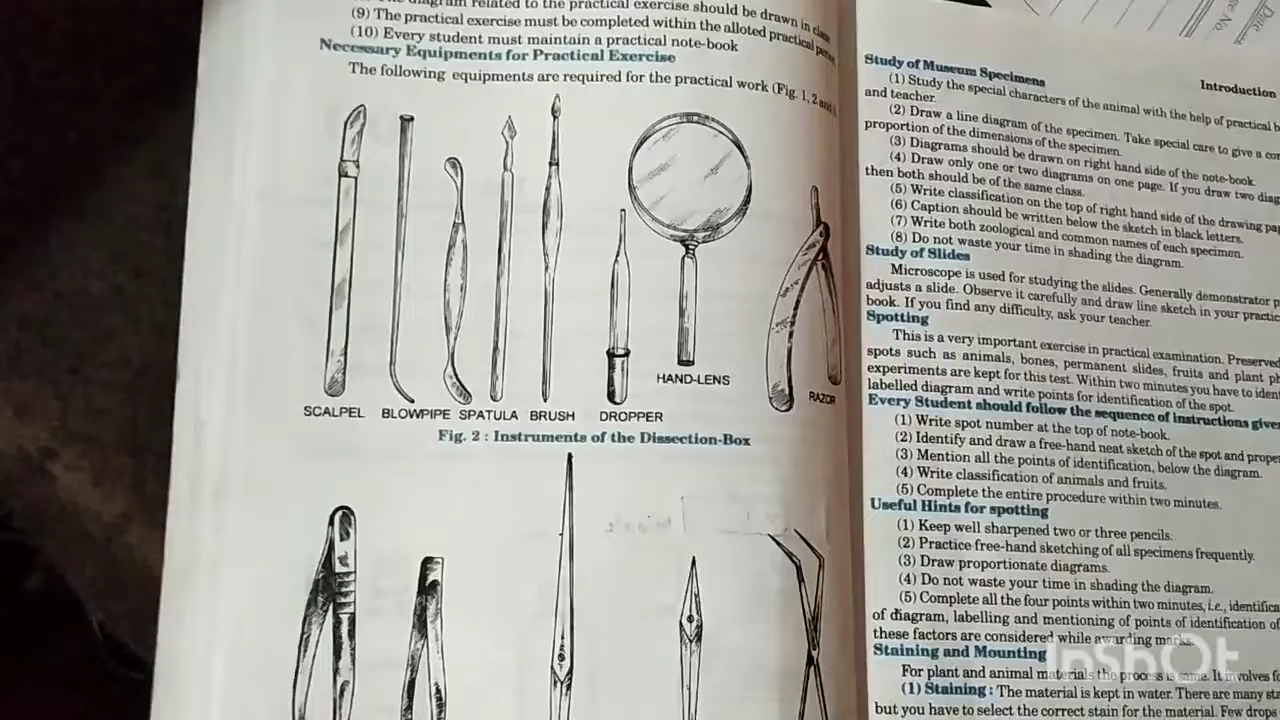 diagram related to the practical exercise should be drawn in class
(9) The practical exercise must be completed within the alloted practical
(10) Every student must maintain a practical note-book
Necessary Equipments for Practical Exercise
The following equipments are required for the practical work (Fig. 1, 2 and
SCALPEL BLOWPIPE SPATULA BRUSH DROPPER HAND-LENS RAZOR
Fig. 2 : Instruments of the Dissection-Box
Introduction
Study of Museum Specimens
(1) Study the special characters of the animal with the help of practical
and teacher.
(2) Draw a line diagram of the specimen. Take special care to give a
proportion of the dimensions of the specimen.
(3) Diagrams should be drawn on right hand side of the note-book.
(4) Draw only one or two diagrams on one page. If you draw two
then both should be of the same class.
(5) Write classification on the top of right hand side of the drawing
(6) Caption should be written below the sketch in black letters.
(7) Write both zoological and common names of each specimen.
(8) Do not waste your time in shading the diagram.
Study of Slides
Microscope is used for studying the slides. Generally demonstrator
adjusts a slide. Observe it carefully and draw line sketch in your
book. If you find any difficulty, ask your teacher.
Spotting
This is a very important exercise in practical examination. Preserved
spots such as animals, bones, permanent slides, fruits and plant
experiments are kept for this test. Within two minutes you have to
labelled diagram and write points for identification of the spot.
Every Student should follow the sequence of instructions
(1) Write spot number at the top of note-book.
(2) Identify and draw a free-hand neat sketch of the spot and
(3) Mention all the points of identification, below the diagram.
(4) Write classification of animals and fruits.
(5) Complete the entire procedure within two minutes.
Useful Hints for spotting
(1) Keep well sharpened two or three pencils.
(2) Practice free-hand sketching of all specimens frequently.
(3) Draw proportionate diagrams.
(4) Do not waste your time in shading the diagram.
(5) Complete all the four points within two minutes, i.e.,
of diagram, labelling and mentioning of points of identification of
these factors are considered while awarding marks.
Staining and Mounting
For plant and animal materials the process is same. It involves
(1) Staining : The material is kept in water. There are many
but you have to select the correct stain for the material. Few drops
InShOt